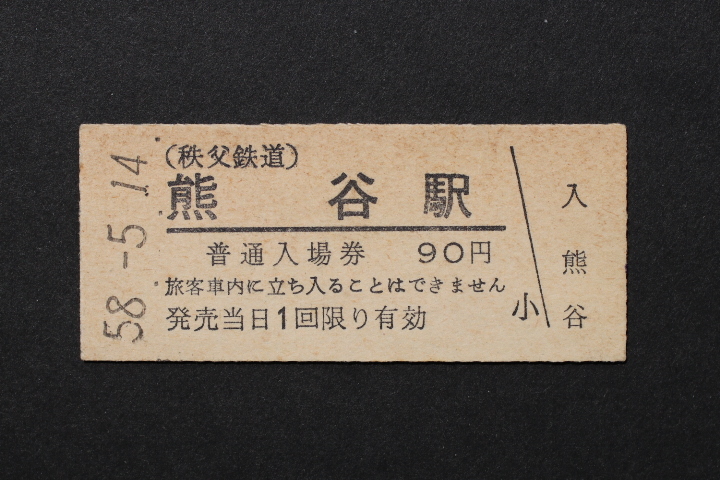 58-5.14
(秩父鉄道)
熊谷駅
普通入場券 90円
旅客車内に立ち入ることはできません
発売当日1回限り有効
小
入熊谷